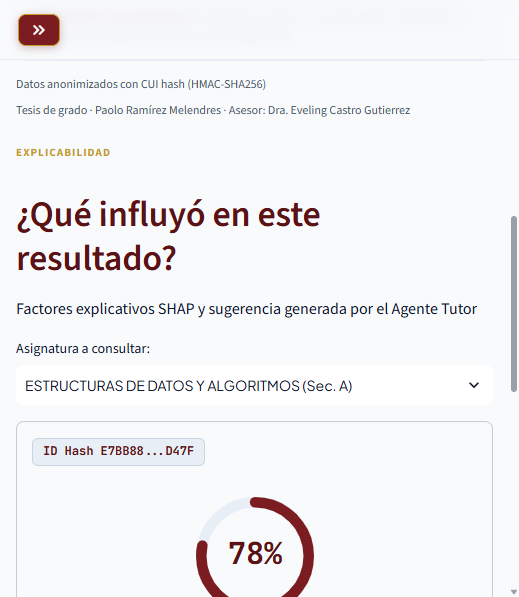 Datos anonimizados con CUI hash (HMAC-SHA256)
Tesis de grado · Paolo Ramírez Melendres · Asesor: Dra. Eveling Castro Gutierrez
EXPLICABILIDAD
¿Qué influyó en este
resultado?
Factores explicativos SHAP y sugerencia generada por el Agente Tutor
Asignatura a consultar:
ESTRUCTURAS DE DATOS Y ALGORITMOS (Sec. A)
ID Hash E7BB88...D47F
78%